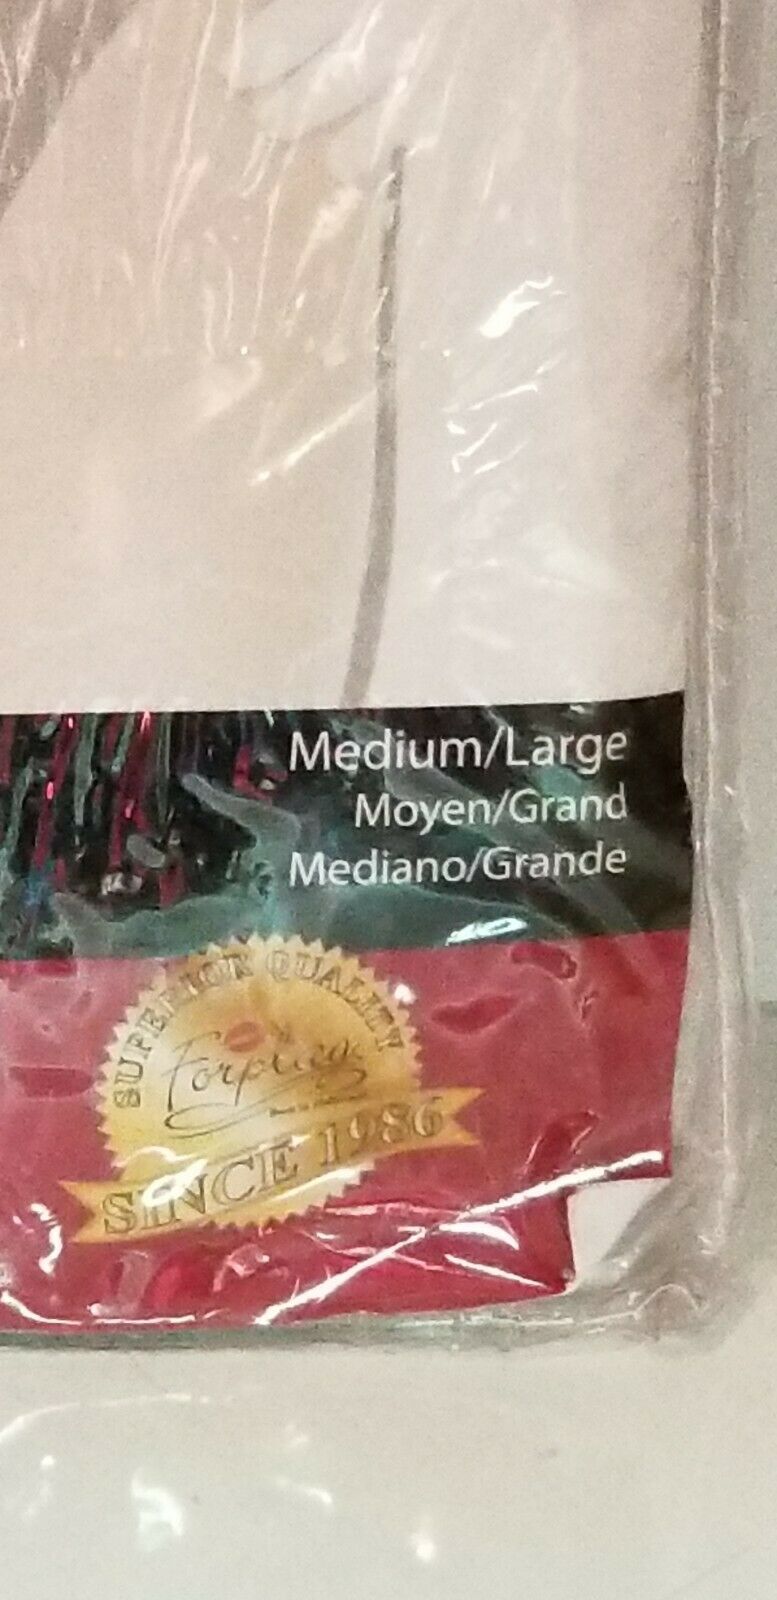 Medium/Large
Moyen/Grand
Mediano/Grande
SUPERIOR QUALITY
Forplay
SINCE 1986